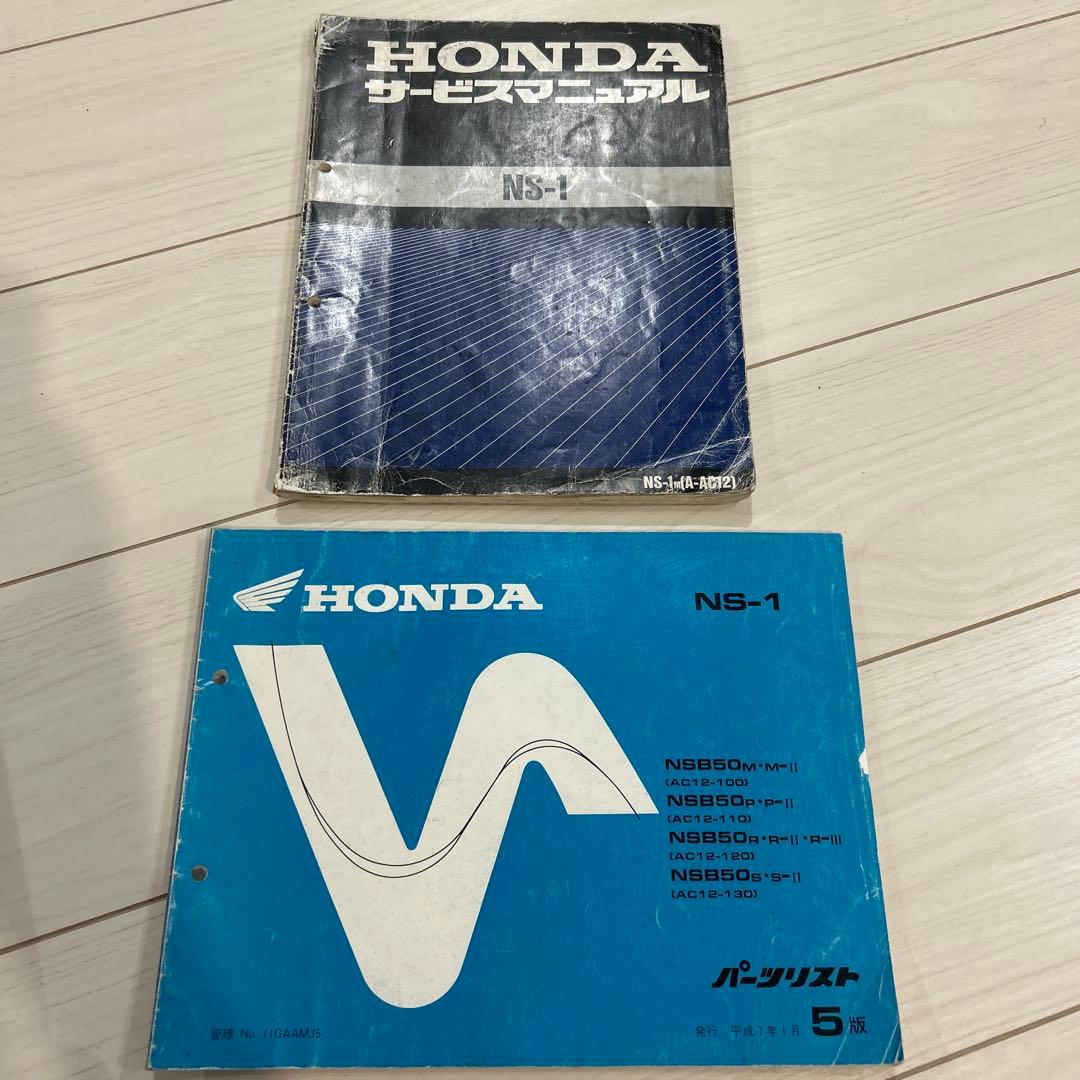 HONDA
サービスマニュアル
NS-1
NS-1M(A-AC12)
HONDA
NS-1
NSB50M・M-II
(AC12-100)
NSB50P・P-II
(AC12-110)
NSB50R・R-II・R-III
(AC12-120)
NSB50S・S-II
(AC12-130)
パーツリスト
管理 No. 11GAAMJ5
発行 平成7年1月 5版